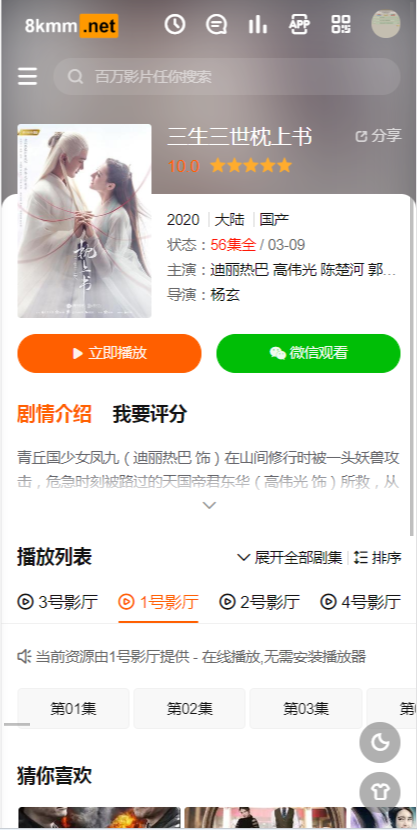 8kmm.net
APP
百万影片任你搜索
三生三世枕上书
分享
10.0
2020 大陆 国产
状态：56集全 / 03-09
主演：迪丽热巴 高伟光 陈楚河 郭...
导演：杨玄
立即播放
微信观看
剧情介绍 我要评分
青丘国少女凤九（迪丽热巴 饰）在山间修行时被一头妖兽攻
击，危急时刻被路过的天国帝君东华（高伟光 饰）所救，从
播放列表
展开全部剧集 排序
3号影厅 1号影厅 2号影厅 4号影厅
当前资源由1号影厅提供 - 在线播放,无需安装播放器
第01集 第02集 第03集
猜你喜欢